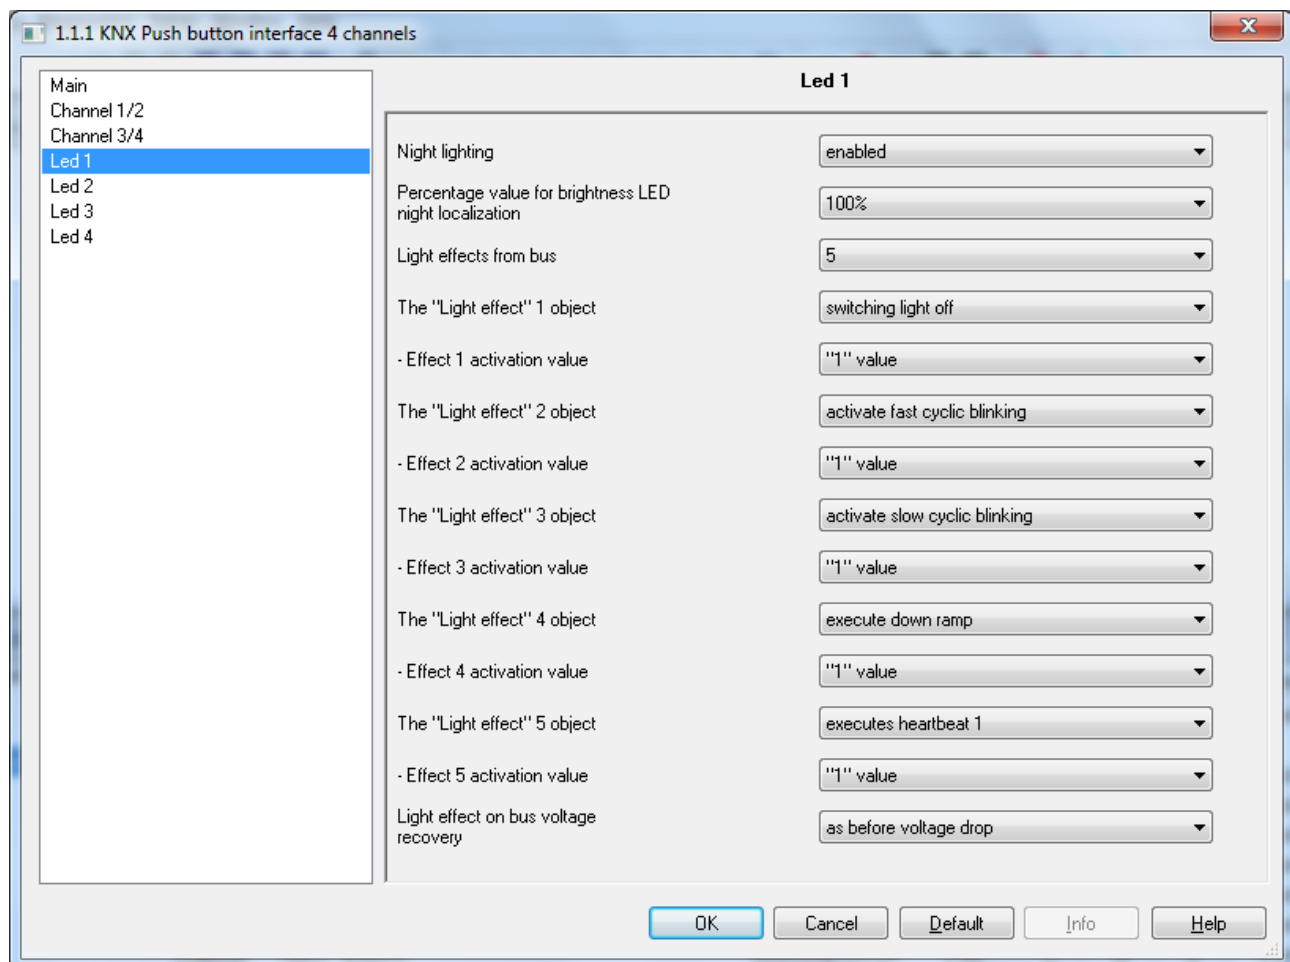 1.1.1 KNX Push button interface 4 channels
Main
Channel 1/2
Channel 3/4
Led 1
Led 2
Led 3
Led 4
Led 1
Night lighting
enabled
Percentage value for brightness LED
night localization
100%
Light effects from bus
5
The "Light effect" 1 object
switching light off
- Effect 1 activation value
"1" value
The "Light effect" 2 object
activate fast cyclic blinking
- Effect 2 activation value
"1" value
The "Light effect" 3 object
activate slow cyclic blinking
- Effect 3 activation value
"1" value
The "Light effect" 4 object
execute down ramp
- Effect 4 activation value
"1" value
The "Light effect" 5 object
executes heartbeat 1
- Effect 5 activation value
"1" value
Light effect on bus voltage
recovery
as before voltage drop
OK
Cancel
Default
Info
Help